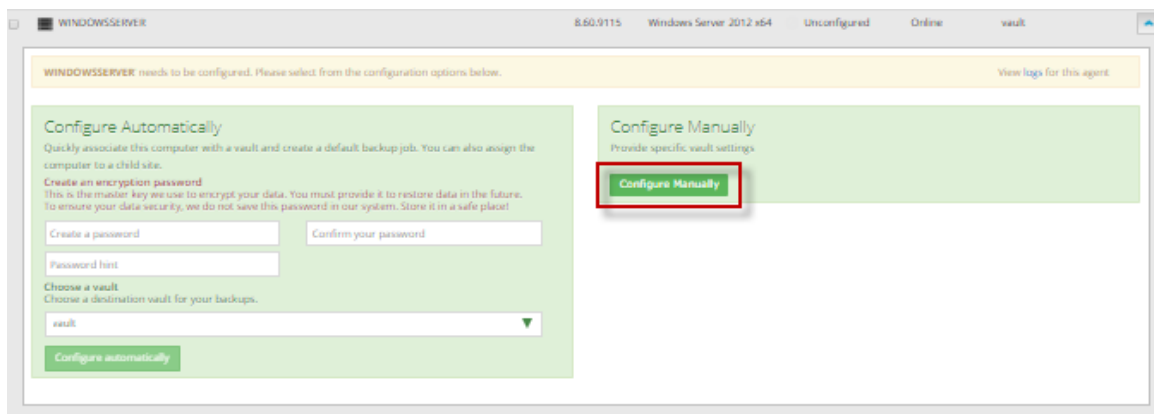 WINDOWSSERVER 8.60.9115 Windows Server 2012 x64 Unconfigured Online vault
WINDOWSSERVER needs to be configured. Please select from the configuration options below. View logs for this agent
Configure Automatically
Quickly associate this computer with a vault and create a default backup job. You can also assign the
computer to a child site.
Create an encryption password
This is the master key we use to encrypt your data. You must provide it to restore data in the future.
To ensure your data security, we do not save this password in our system. Store it in a safe place!
Create a password Confirm your password
Password hint
Choose a vault
Choose a destination vault for your backups.
vault
Configure automatically
Configure Manually
Provide specific vault settings
Configure Manually